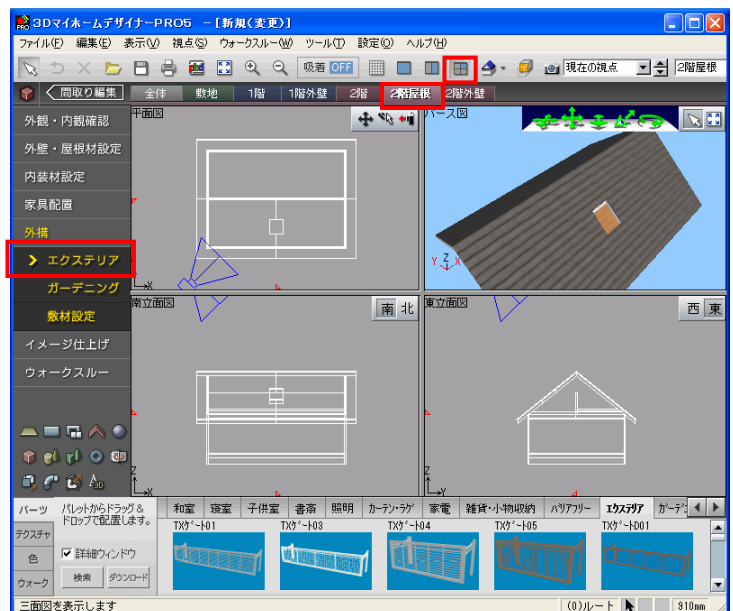 3DマイホームデザイナーPRO5 －[新規(変更)]
ファイル(F) 編集(E) 表示(V) 視点(S) ウォークスルー(W) ツール(T) 設定(O) ヘルプ(H)
吸着 OFF 現在の視点 2階屋根
間取り編集 全体 敷地 1階 1階外壁 2階 2階屋根 2階外壁
外観・内観確認
外壁・屋根材設定
内装材設定
家具配置
外構
エクステリア
ガーデニング
敷材設定
イメージ仕上げ
ウォークスルー
平面図
X
パース図
Y Z X
南立面図
南 北
Z
X
東立面図
西 東
Z
Y
パーツ
テクスチャ
色
ウォーク
パレットからドラッグ&
ドロップで配置します。
詳細ウィンドウ
検索 ダウンロード
和室 寝室 子供室 書斎 照明 カーテン・ラグ 家電 雑貨・小物収納 バリアフリー エクステリア ガーデニ
TXゲート01 TXゲート03 TXゲート04 TXゲート05 TXゲートD01
三面図を表示します (0)ルート 910mm